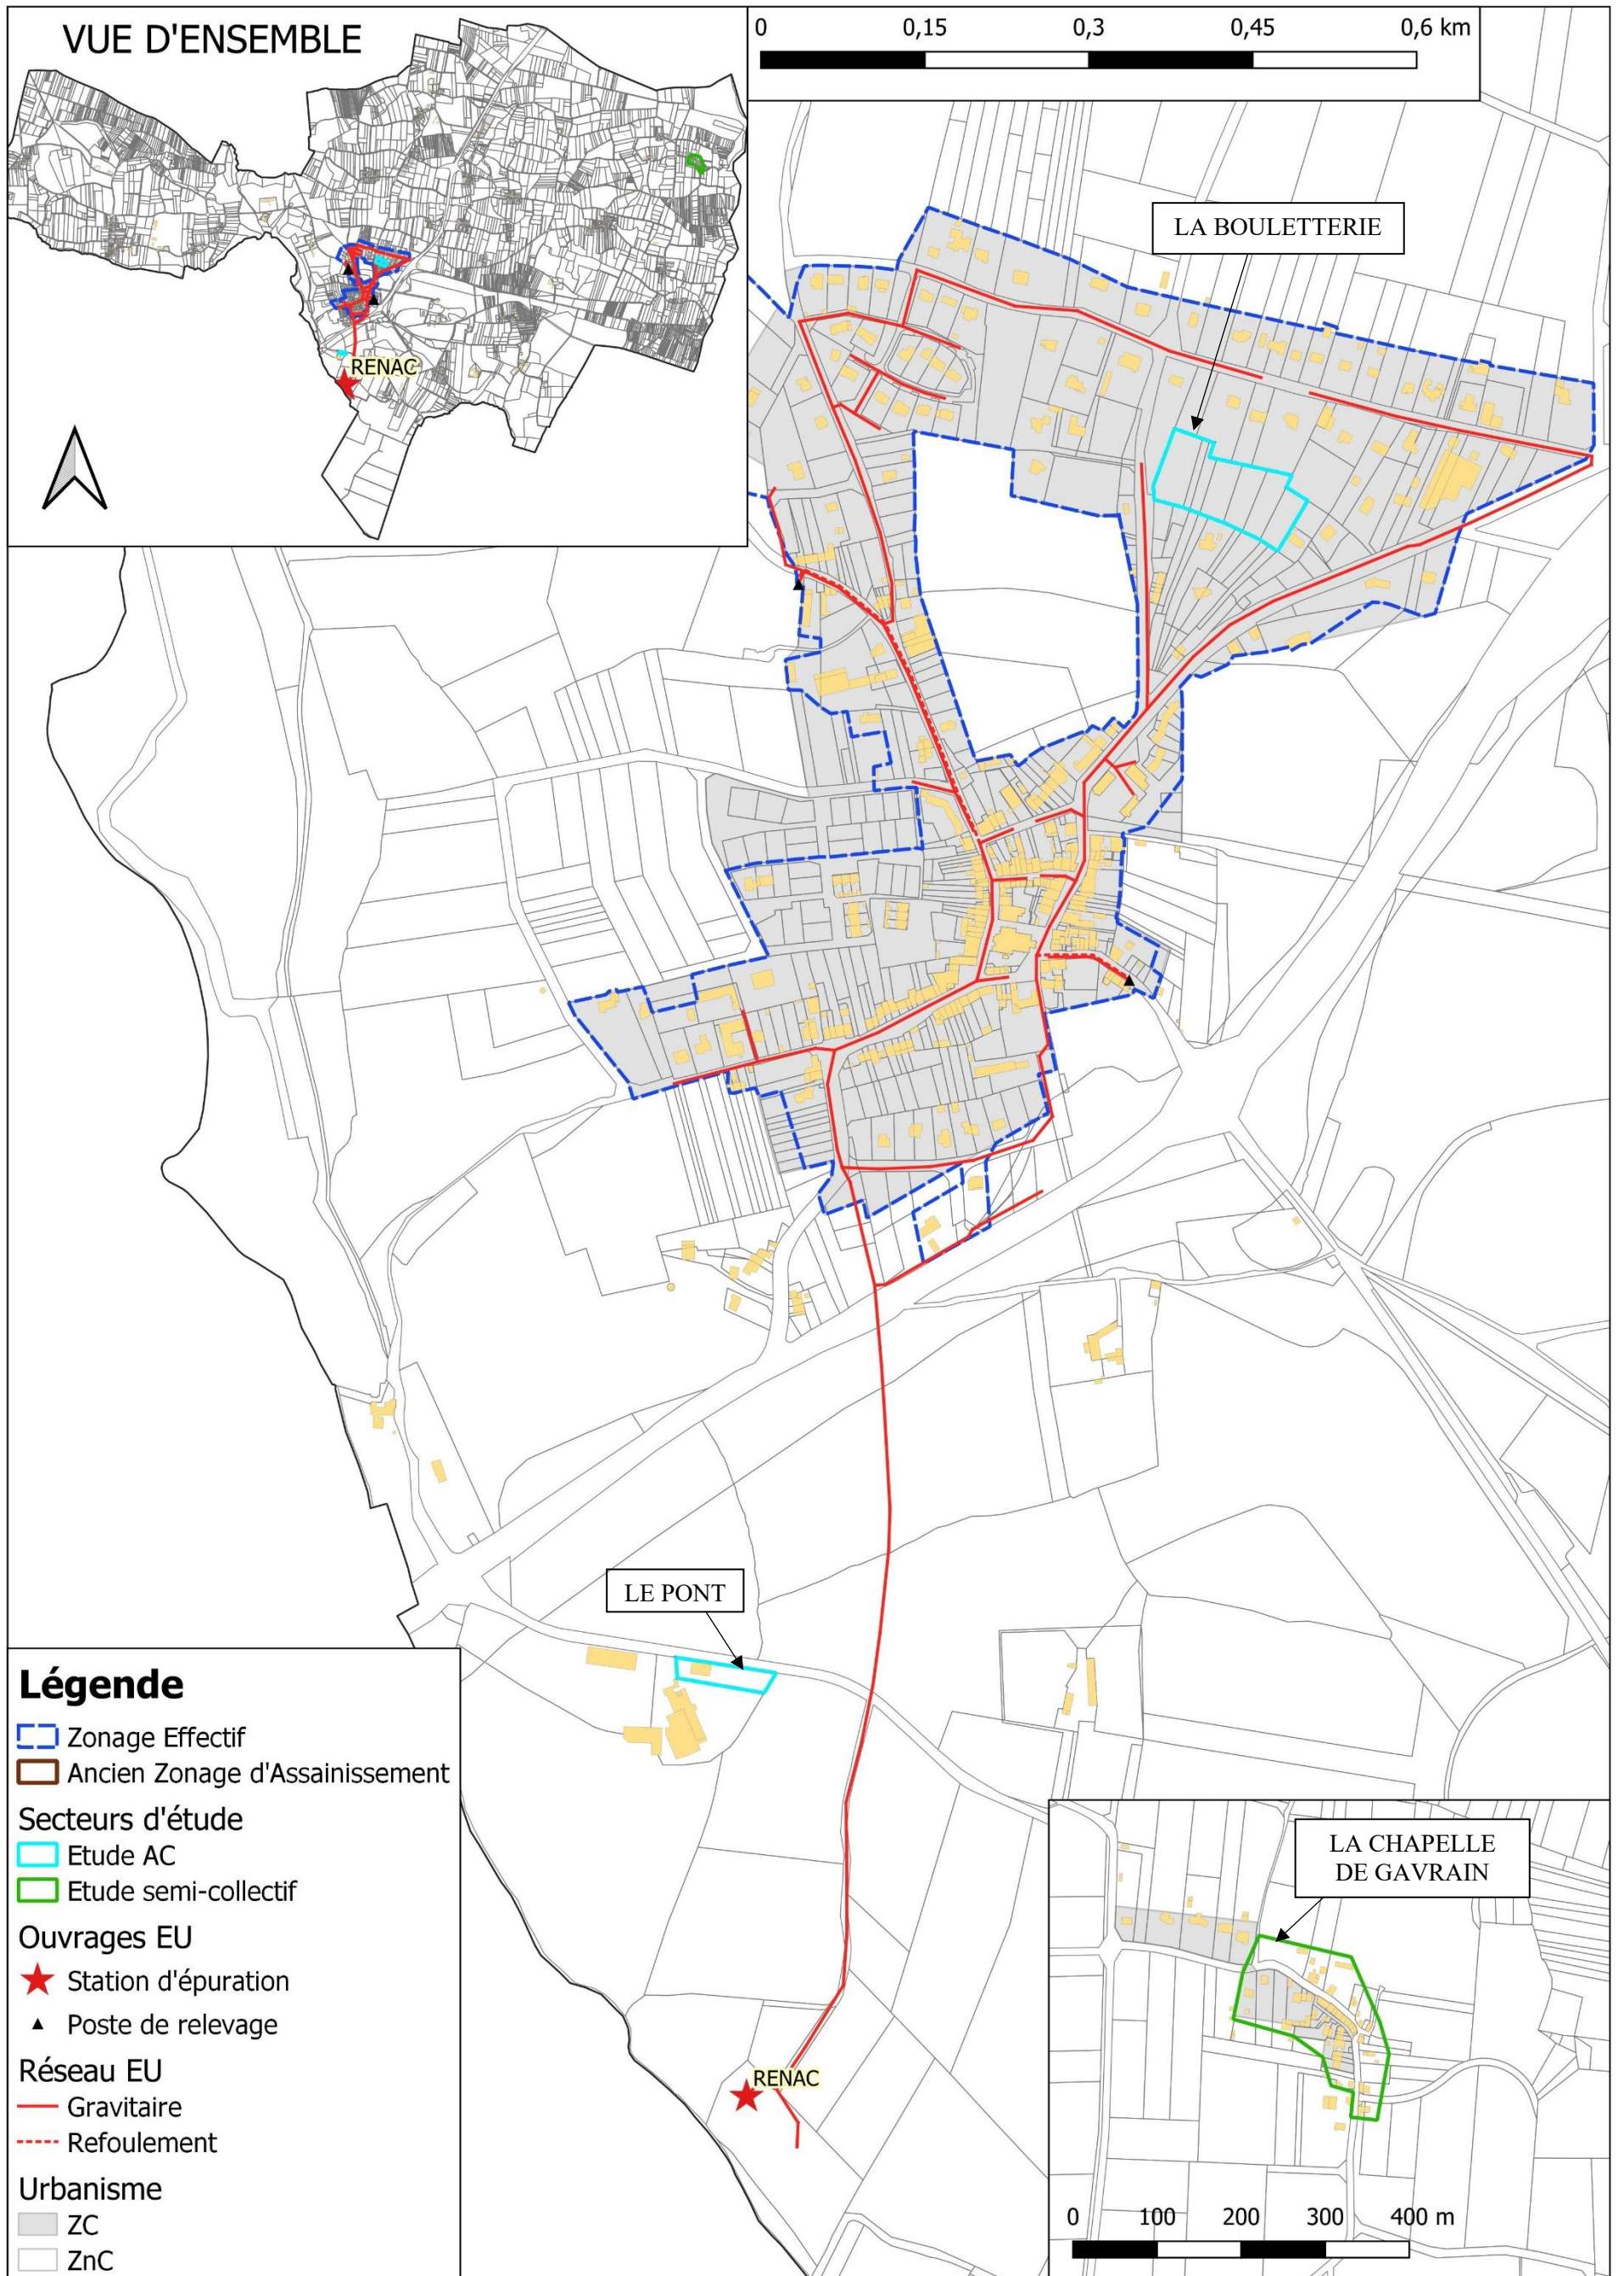 VUE D'ENSEMBLE
0 0,15 0,3 0,45 0,6 km
RENAC
LA BOULETTERIE
LE PONT
Légende
Zonage Effectif
Ancien Zonage d'Assainissement
Secteurs d'étude
Etude AC
Etude semi-collectif
Ouvrages EU
Station d'épuration
Poste de relevage
Réseau EU
Gravitaire
Refoulement
Urbanisme
ZC
ZnC
RENAC
LA CHAPELLE
DE GAVRAIN
0 100 200 300 400 m